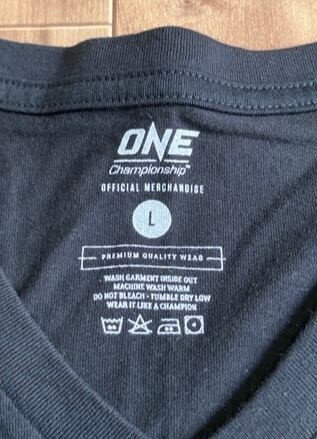 ONE
Championship™
OFFICIAL MERCHANDISE
L
PREMIUM QUALITY WEAR
WASH GARMENT INSIDE OUT
MACHINE WASH WARM
DO NOT BLEACH - TUMBLE DRY LOW
WEAR IT LIKE A CHAMPION